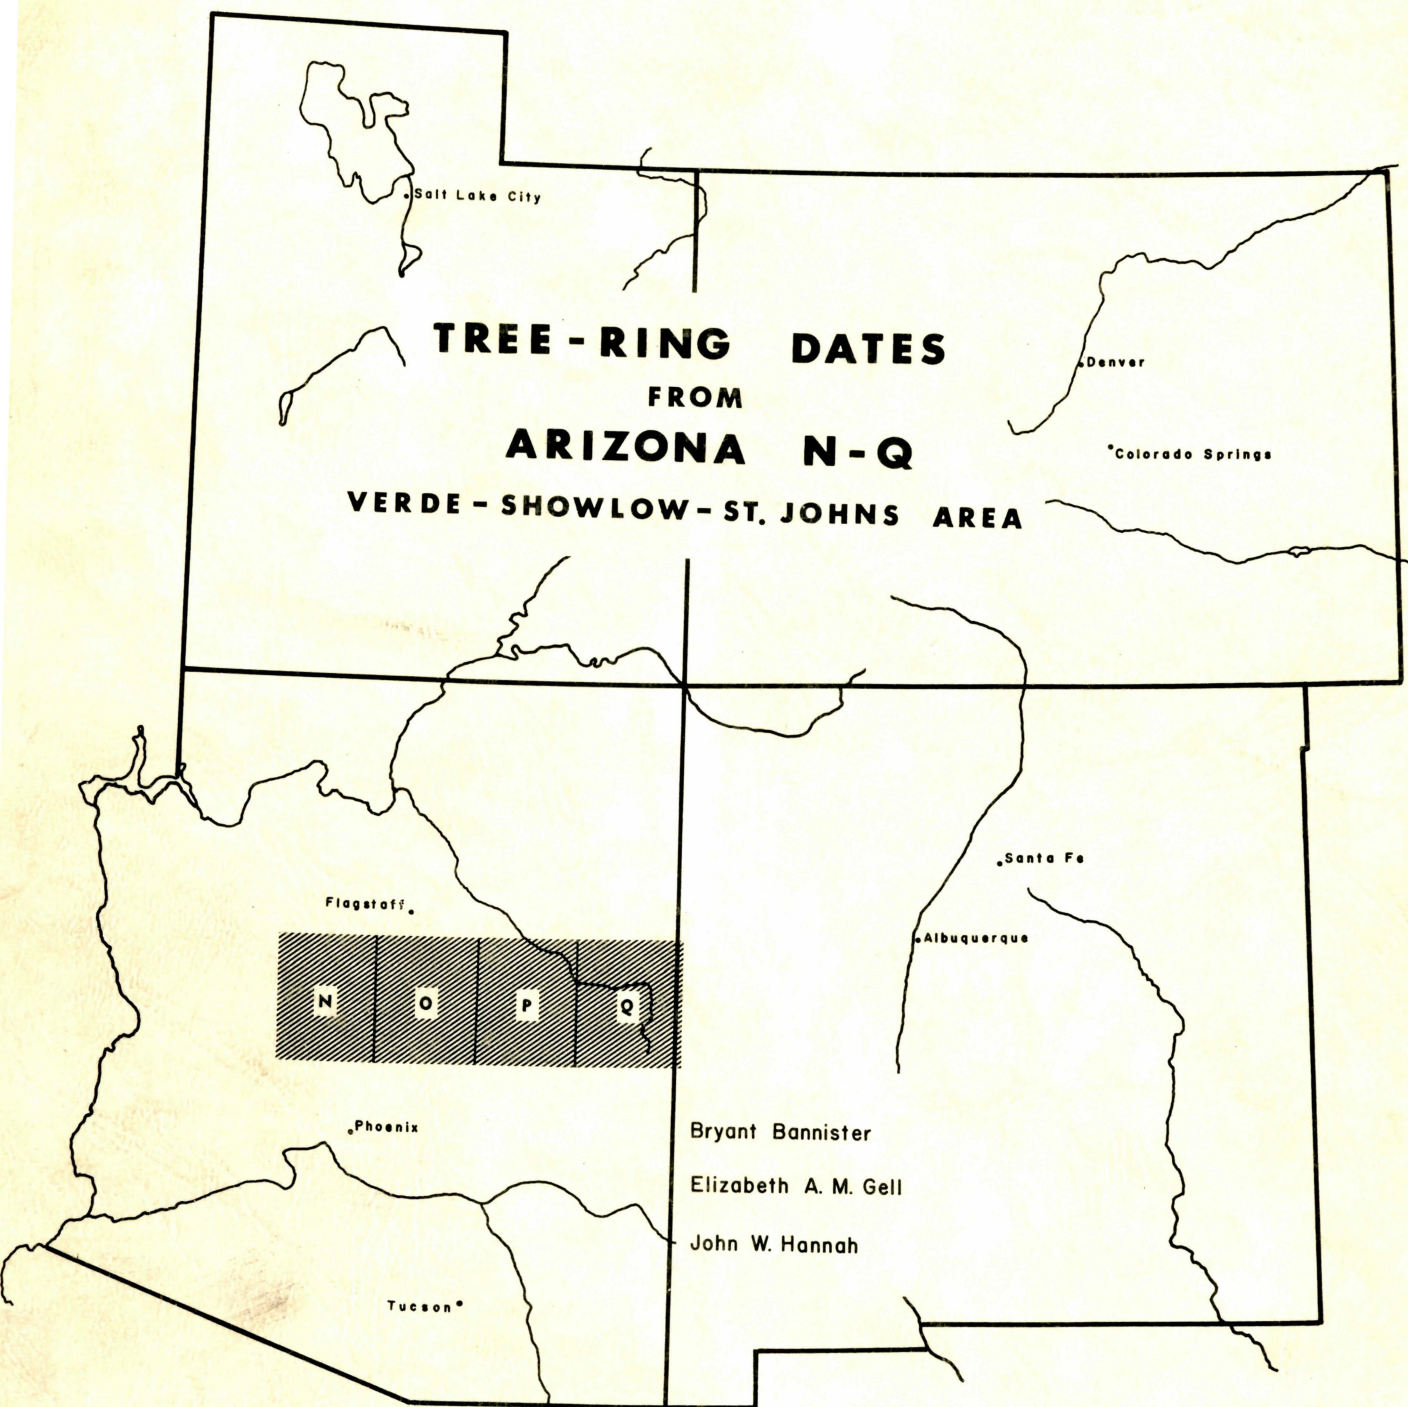 Salt Lake City
TREE-RING DATES
FROM
ARIZONA N-Q
VERDE-SHOWLOW-ST. JOHNS AREA
Denver
Colorado Springs
Santa Fe
Flagstaff
Albuquerque
N O P Q
Phoenix
Bryant Bannister
Elizabeth A. M. Gell
John W. Hannah
Tucson